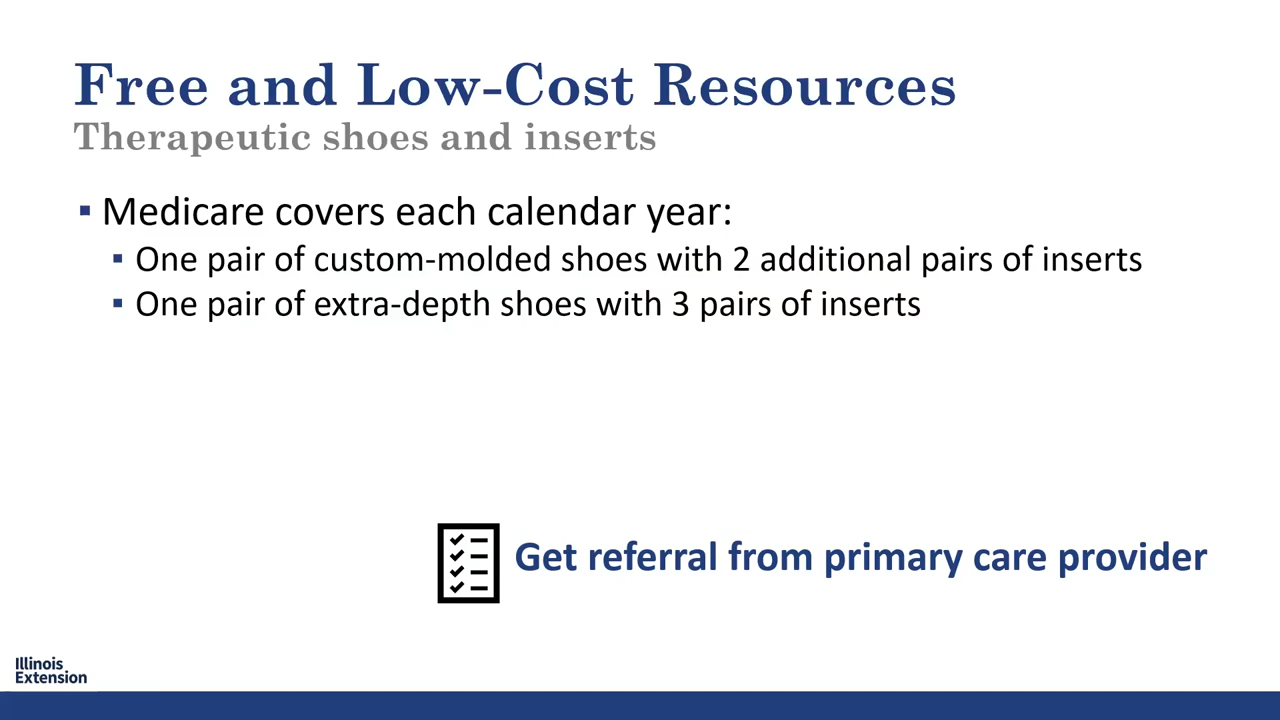 Free and Low-Cost Resources
Therapeutic shoes and inserts
▪ Medicare covers each calendar year:
▪ One pair of custom-molded shoes with 2 additional pairs of inserts
▪ One pair of extra-depth shoes with 3 pairs of inserts
Get referral from primary care provider
Illinois
Extension